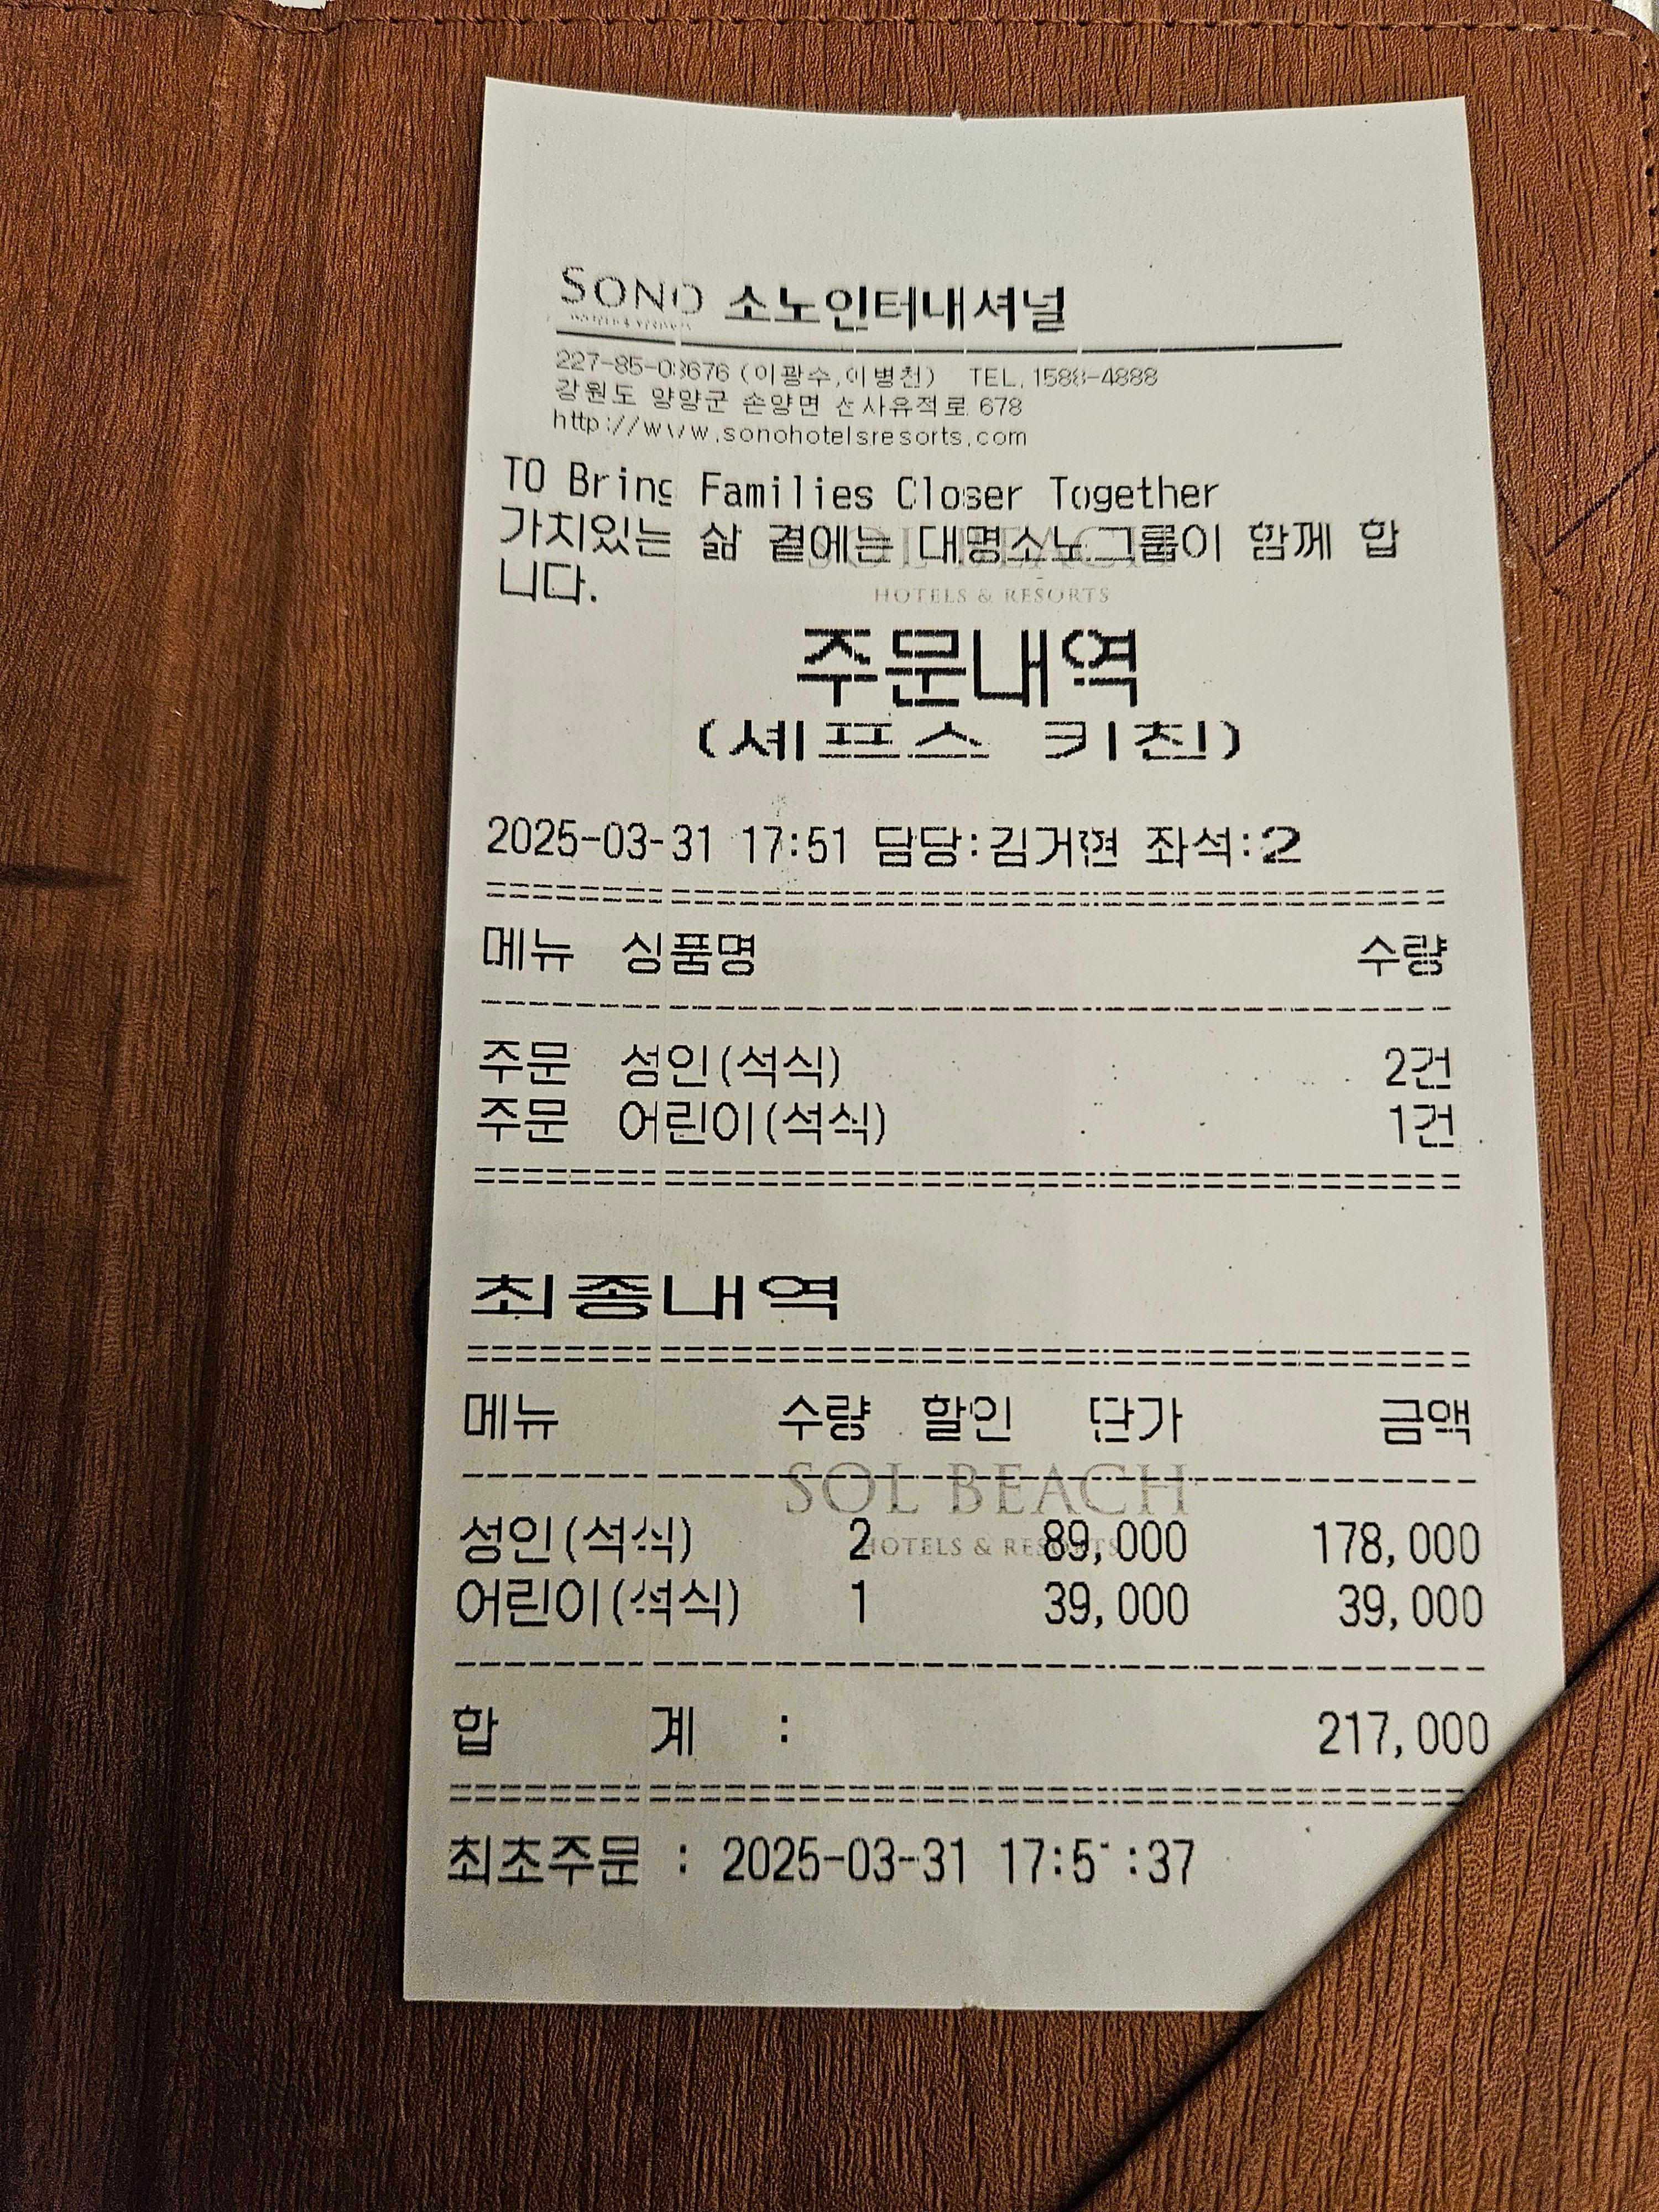 SONO 소노인터내셔널
227-85-08676 (이광수,이병천) TEL. 1588-4888
강원도 양양군 손양면 선사유적로 678
http://www.sonohotelsresorts.com
TO Bring Families Closer Together
가치있는 삶 곁에는 대명소노그룹이 함께 합
니다.
SOL BEACH
HOTELS & RESORTS
주문내역
(셰프스 키친)
2025-03-31 17:51 담당:김거현 좌석:2
메뉴 상품명 수량
주문 성인(석식) 2건
주문 어린이(석식) 1건
최종내역
메뉴 수량 할인 단가 금액
SOL BEACH
성인(석식) 2 89,000 178,000
HOTELS & RESORTS
어린이(석식) 1 39,000 39,000
합 계 : 217,000
최초주문 : 2025-03-31